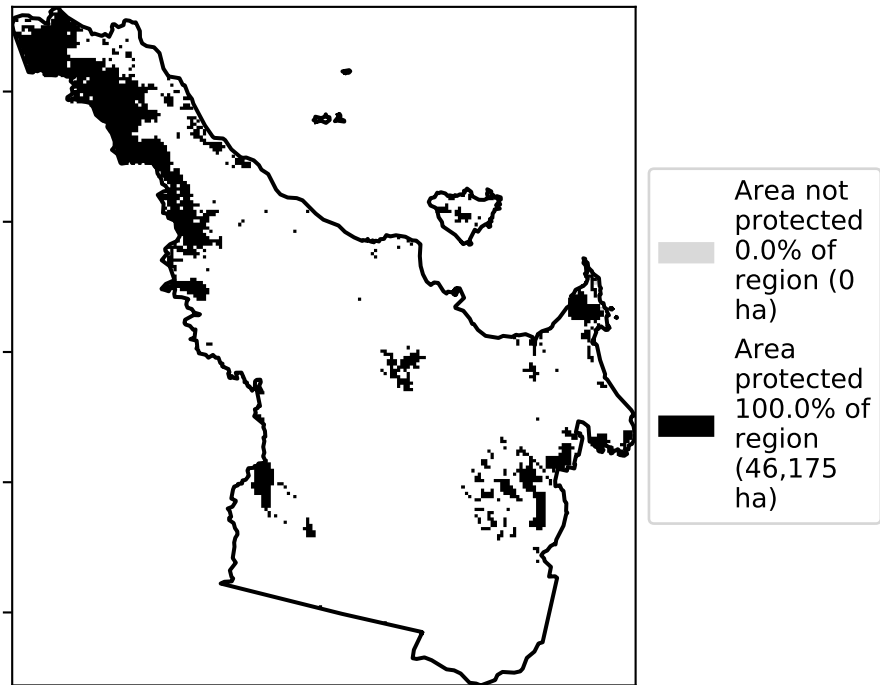 Area not
protected
0.0% of
region (0
ha)
Area
protected
100.0% of
region
(46,175
ha)